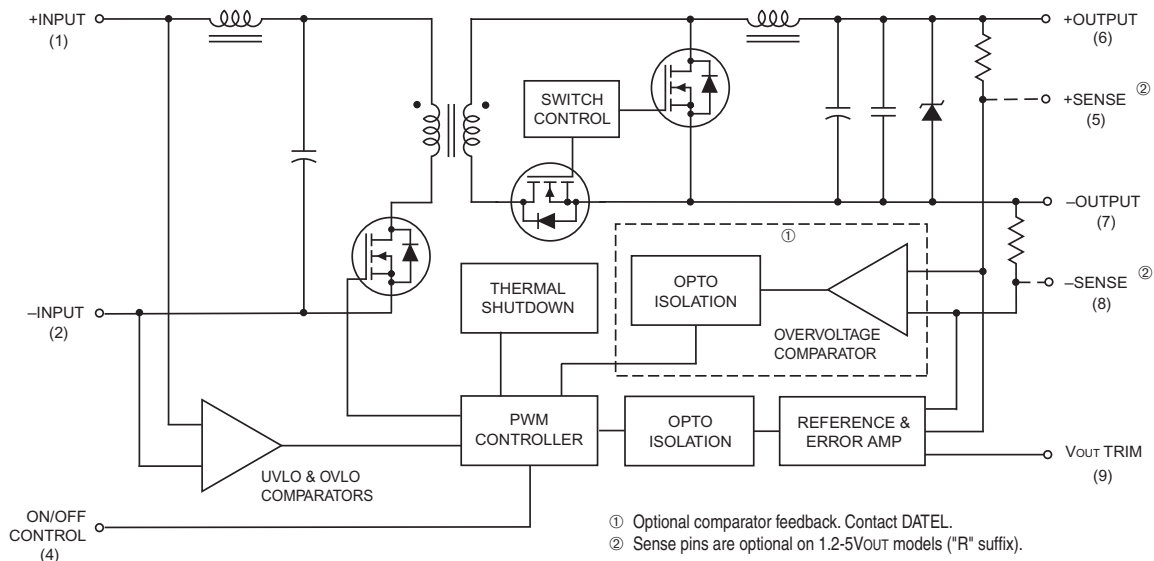 +INPUT
(1)
+OUTPUT
(6)
SWITCH
CONTROL
+SENSE ②
(5)
–OUTPUT
(7)
①
OPTO
ISOLATION
THERMAL
SHUTDOWN
–SENSE ②
(8)
–INPUT
(2)
OVERVOLTAGE
COMPARATOR
PWM
CONTROLLER
OPTO
ISOLATION
REFERENCE &
ERROR AMP
UVLO & OVLO
COMPARATORS
VOUT TRIM
(9)
ON/OFF
CONTROL
(4)
① Optional comparator feedback. Contact DATEL.
② Sense pins are optional on 1.2-5VOUT models ("R" suffix).